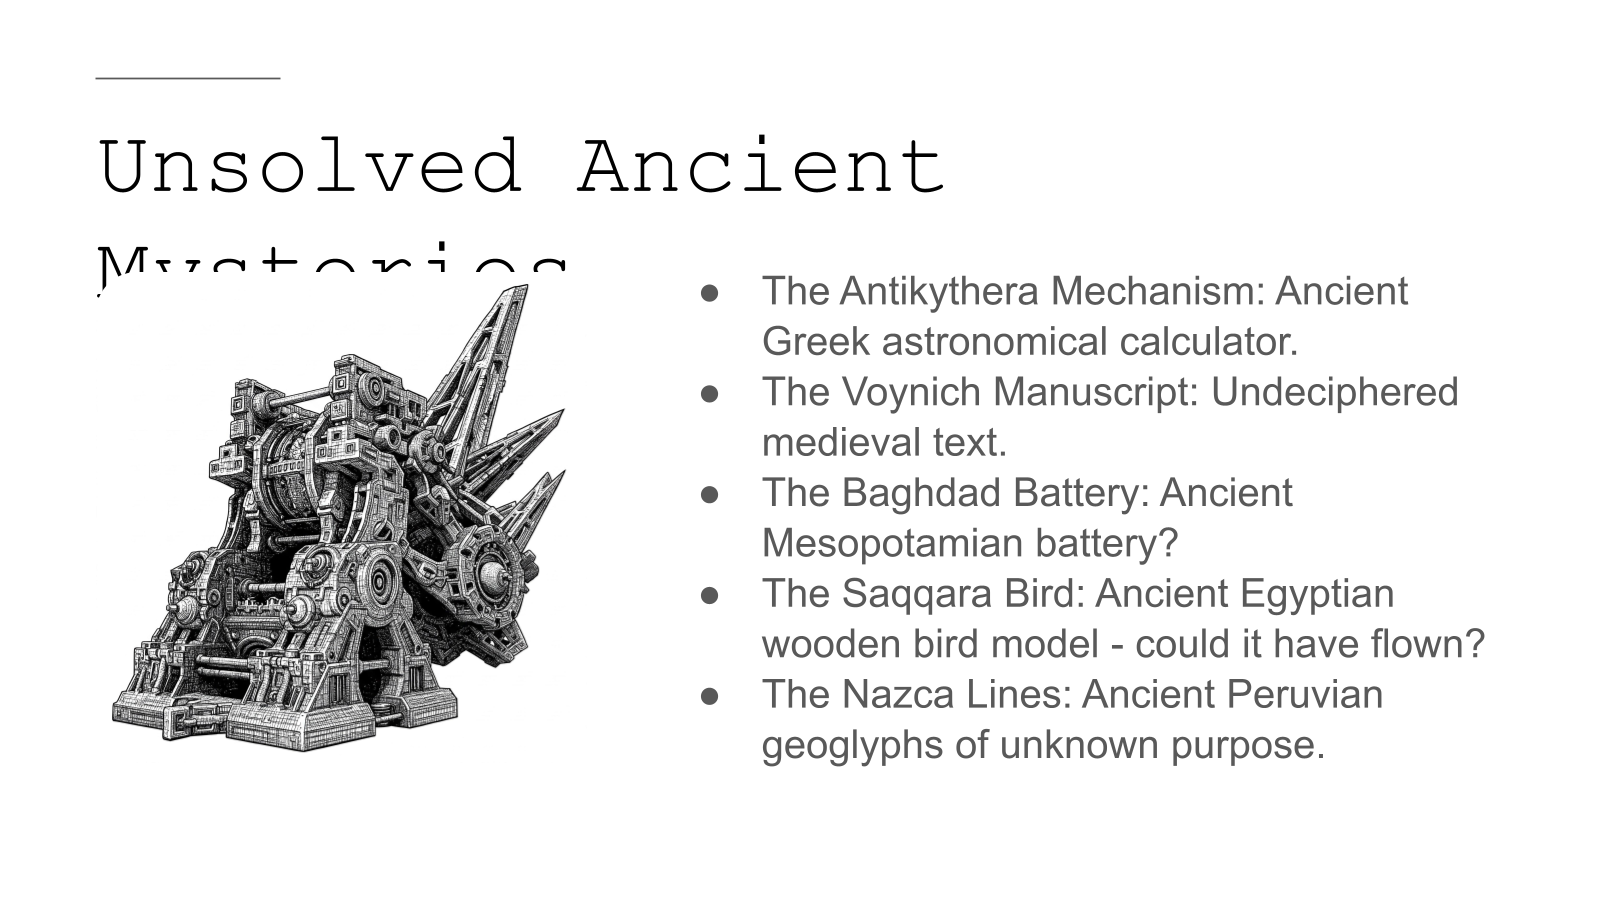 Unsolved Ancient
Mysteries
● The Antikythera Mechanism: Ancient
Greek astronomical calculator.
● The Voynich Manuscript: Undeciphered
medieval text.
● The Baghdad Battery: Ancient
Mesopotamian battery?
● The Saqqara Bird: Ancient Egyptian
wooden bird model - could it have flown?
● The Nazca Lines: Ancient Peruvian
geoglyphs of unknown purpose.